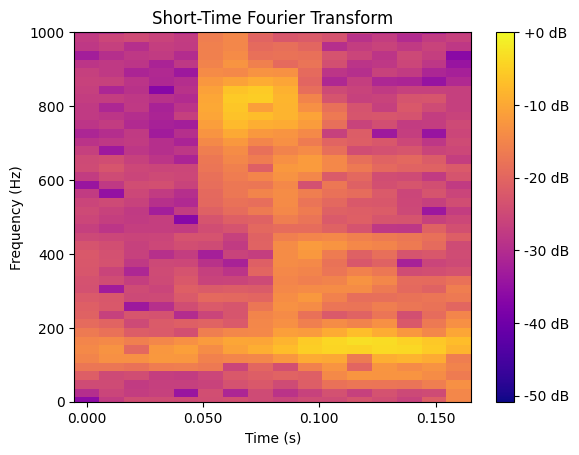 Short-Time Fourier Transform
1000
800
600
400
200
0
Frequency (Hz)
0.000
0.050
0.100
0.150
Time (s)
+0 dB
-10 dB
-20 dB
-30 dB
-40 dB
-50 dB